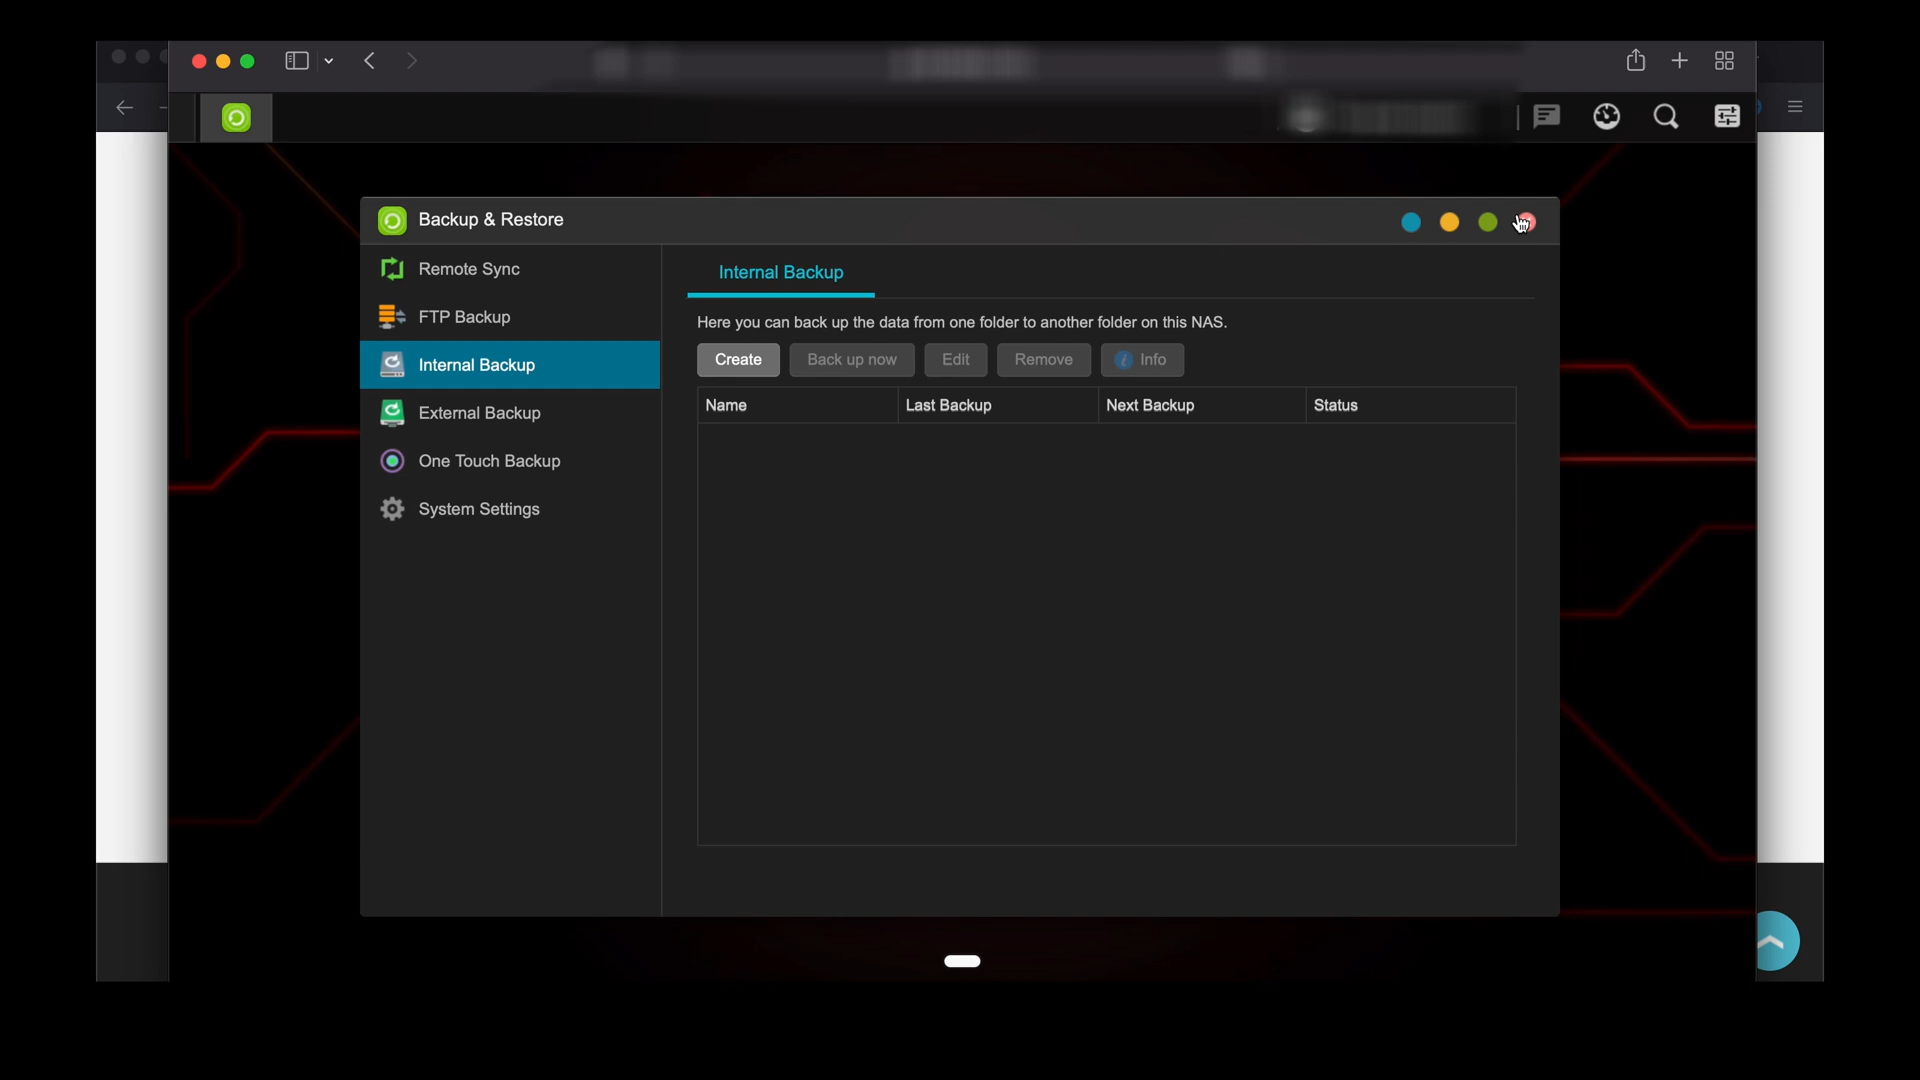 Backup & Restore
Remote Sync
FTP Backup
Internal Backup
External Backup
One Touch Backup
System Settings
Internal Backup
Here you can back up the data from one folder to another folder on this NAS.
Create Back up now Edit Remove Info
Name Last Backup Next Backup Status